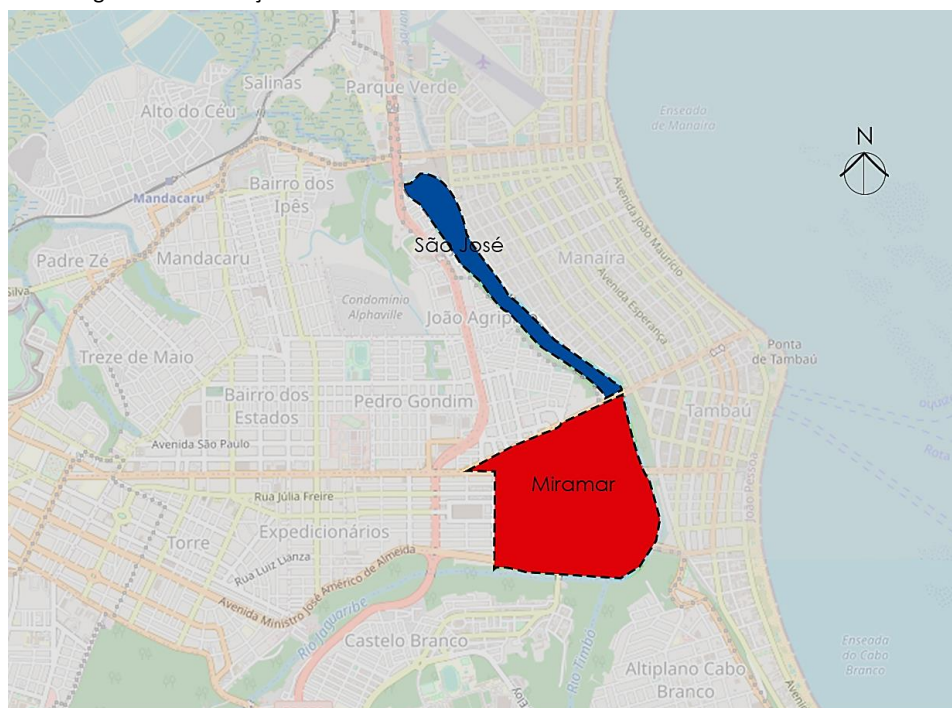 Salinas
Parque Verde
Alto do Céu
Enseada
de Manaíra
N
Bairro dos
Ipês
Mandacaru
Avenida João Maurício
São José
Padre Zé
Mandacaru
Manaíra
Silva
Condomínio
Alphaville
Avenida Esperança
João Agripino
Treze de Maio
Ponta
de Tambaú
Bairro dos
Estados
Pedro Gondim
Tambaú
Avenida São Paulo
Miramar
Rua Júlia Freire
João Pessoa
Expedicionários
Torre
Rua Luiz Lianza
Avenida Ministro José Américo de Almeida
Rio Jaguaribe
Castelo Branco
Rio Timbó
Enseada
do Cabo
Branco
Altiplano Cabo
Branco